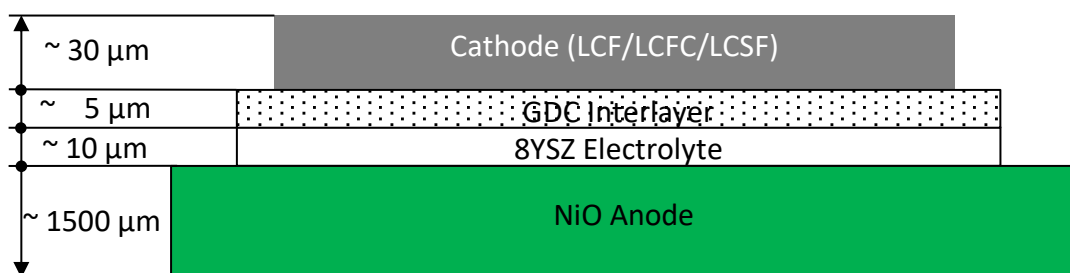 ~ 30 µm
Cathode (LCF/LCFC/LCSF)
~ 5 µm
GDC Interlayer
~ 10 µm
8YSZ Electrolyte
~ 1500 µm
NiO Anode